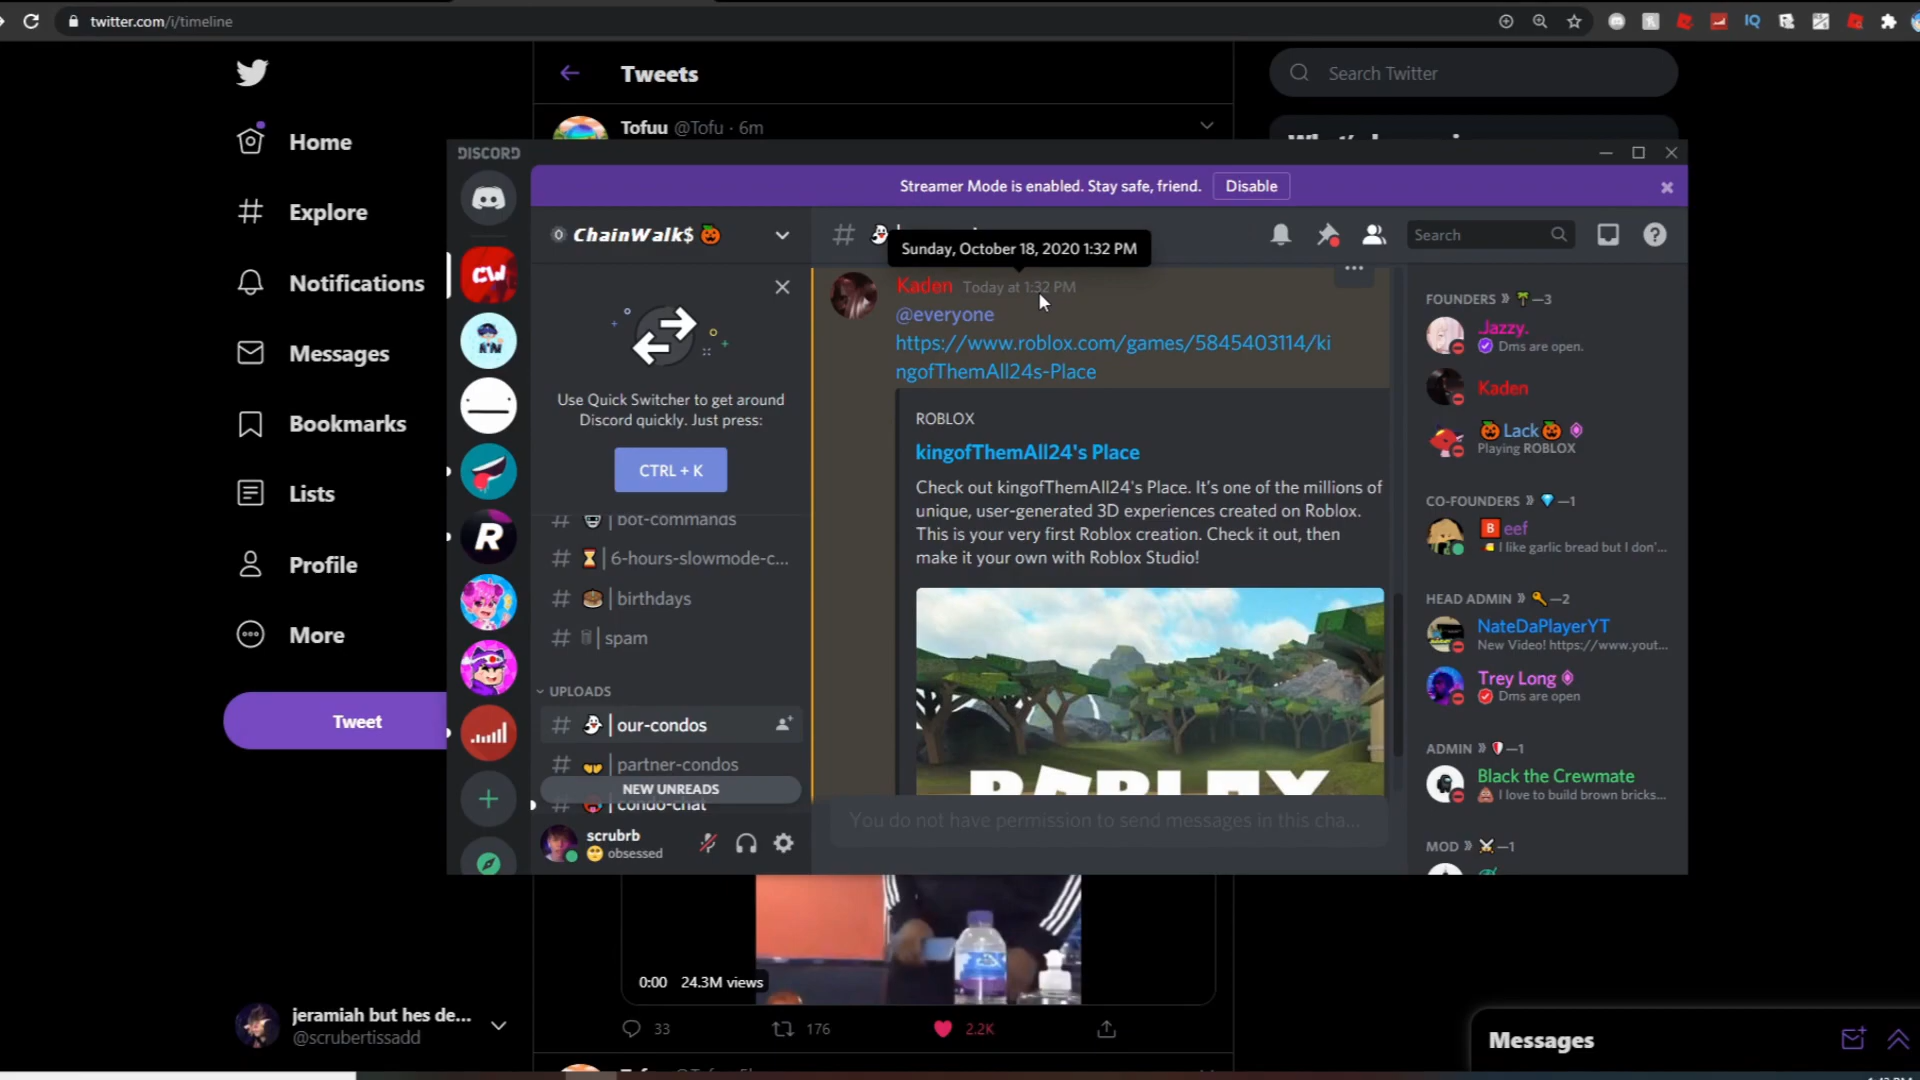 twitter.com/i/timeline
IQ
Home
Explore
Notifications
Messages
Bookmarks
Lists
Profile
More
Tweet
jeramiah but hes de...
@scrubertissadd
Tweets
Tofuu @Tofu · 6m
Search Twitter
DISCORD
Streamer Mode is enabled. Stay safe, friend.
Disable
CW
R
ChainWalk$
Use Quick Switcher to get around
Discord quickly. Just press:
CTRL + K
bot-commands
6-hours-slowmode-c...
birthdays
spam
UPLOADS
our-condos
partner-condos
NEW UNREADS
condo-chat
scrubrb
obsessed
Sunday, October 18, 2020 1:32 PM
Search
Kaden Today at 1:32 PM
@everyone
https://www.roblox.com/games/5845403114/ki
ngofThemAll24s-Place
ROBLOX
kingofThemAll24's Place
Check out kingofThemAll24's Place. It's one of the millions of
unique, user-generated 3D experiences created on Roblox.
This is your very first Roblox creation. Check it out, then
make it your own with Roblox Studio!
ROBLOX
You do not have permission to send messages in this cha...
FOUNDERS » —3
Jazzy.
Dms are open.
Kaden
Lack
Playing ROBLOX
CO-FOUNDERS » —1
B eef
I like garlic bread but I don'...
HEAD ADMIN » —2
NateDaPlayerYT
New Video! https://www.yout...
Trey Long
Dms are open
ADMIN » —1
Black the Crewmate
I love to build brown bricks...
MOD » —1
0:00 24.3M views
33 176 2.2K
Messages